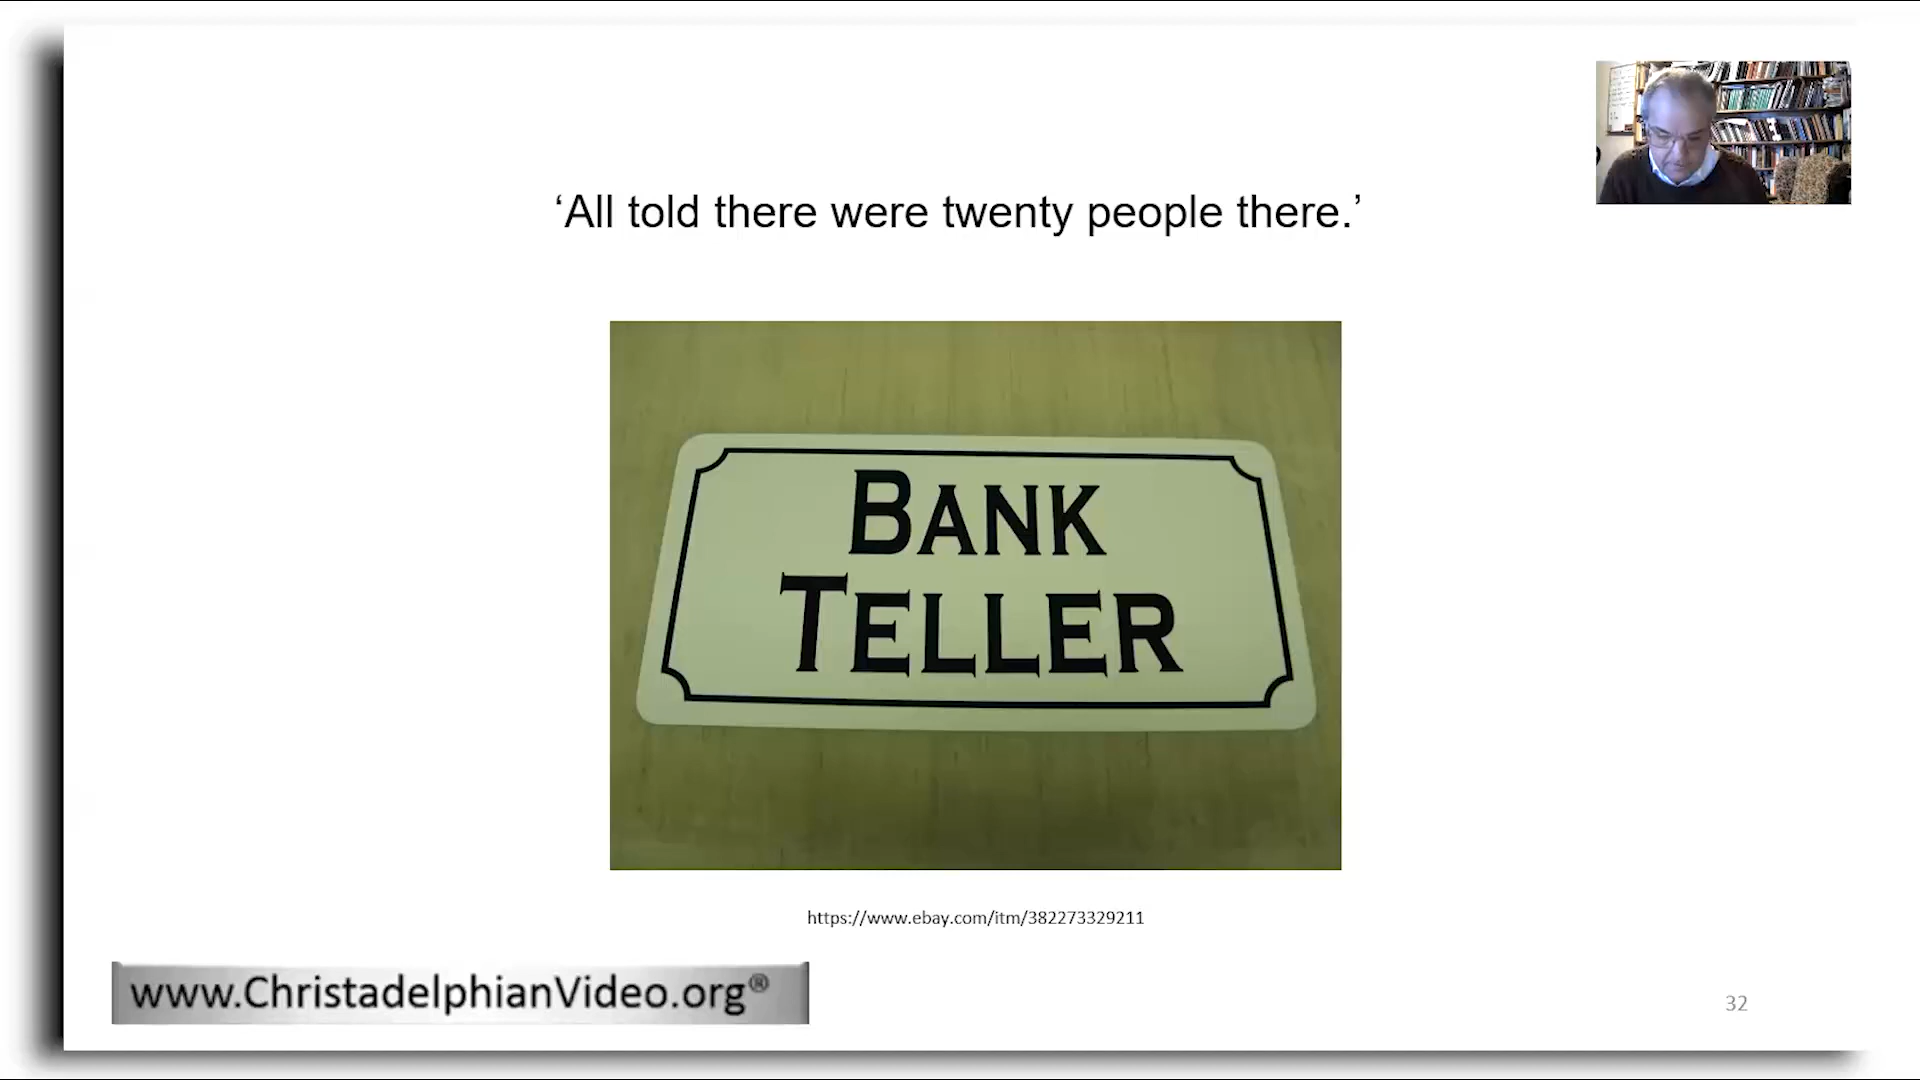 ‘All told there were twenty people there.’
BANK
TELLER
https://www.ebay.com/itm/382273329211
www.ChristadelphianVideo.org®
32